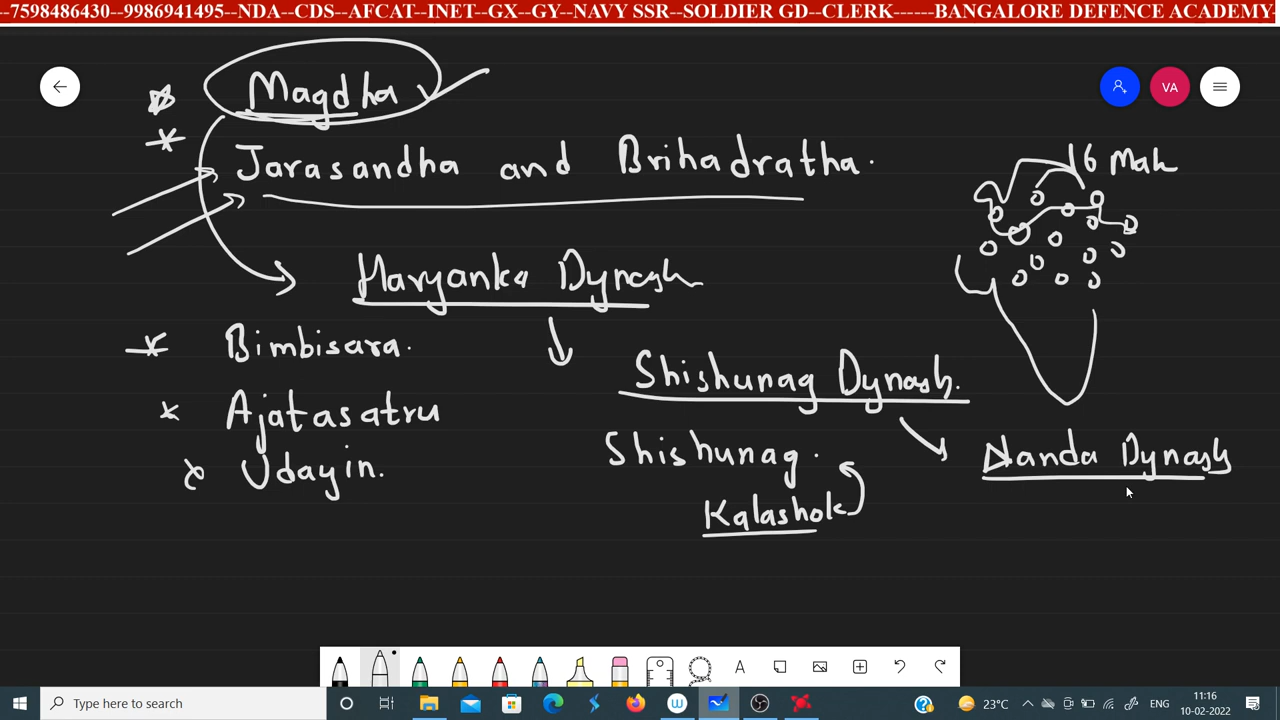 -7598486430--9986941495--NDA--CDS--AFCAT--INET--GX--GY--NAVY SSR--SOLDIER GD--CLERK------BANGALORE DEFENCE ACADEMY-
Magdha
VA
Jarasandha and Brihadratha.
16 Mah
Haryanka Dynasty
Bimbisara.
Shishunag Dynasty.
Ajatasatru
Shishunag.
Nanda Dynasty
Udayin.
Kalashok
A
Type here to search
23°C
ENG
11:16
10-02-2022